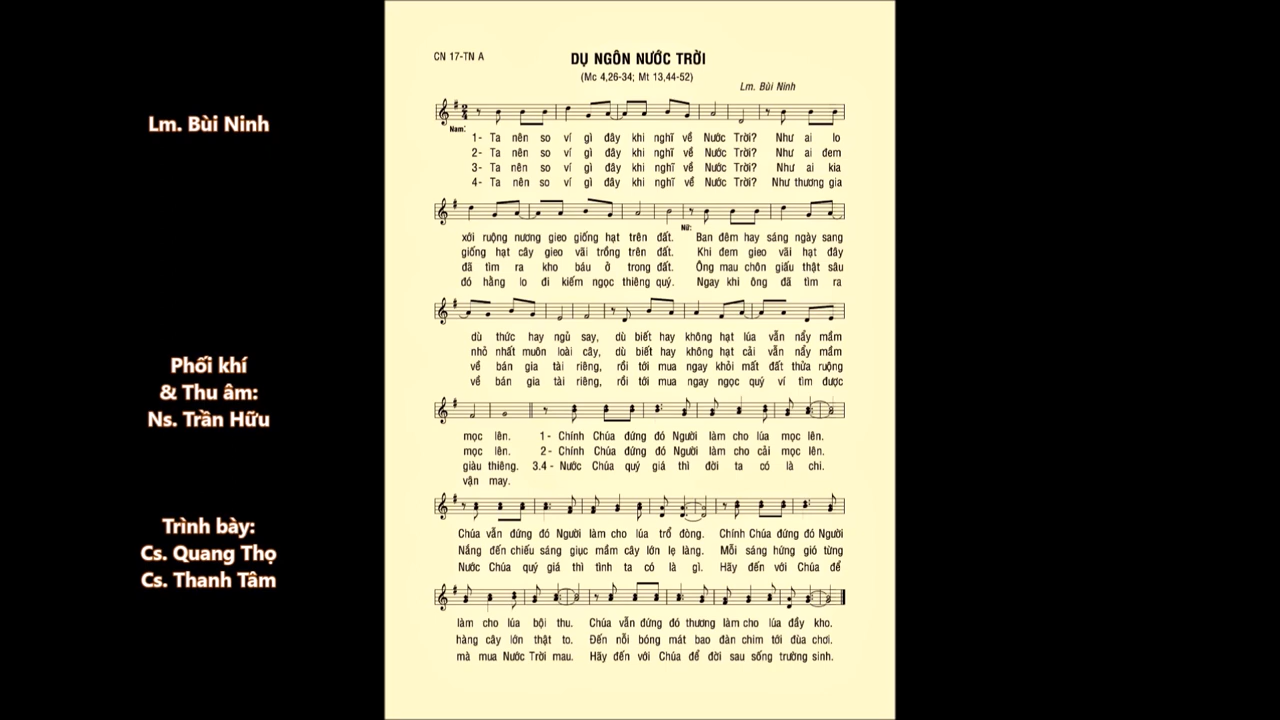 Lm. Bùi Ninh
Phối khí
& Thu âm:
Ns. Trần Hữu
Trình bày:
Cs. Quang Thọ
Cs. Thanh Tâm
CN 17-TN A
DỤ NGÔN NƯỚC TRỜI
(Mc 4,26-34; Mt 13,44-52)
Lm. Bùi Ninh
Nam:
1- Ta nên so ví gì đây khi nghĩ về Nước Trời? Như ai lo
2- Ta nên so ví gì đây khi nghĩ về Nước Trời? Như ai đem
3- Ta nên so ví gì đây khi nghĩ về Nước Trời? Như ai kia
4- Ta nên so ví gì đây khi nghĩ về Nước Trời? Như thương gia
Nữ:
xới ruộng nương gieo giống hạt trên đất. Ban đêm hay sáng ngày sang
giống hạt cây gieo vãi trồng trên đất. Khi đem gieo vãi hạt đây
đã tìm ra kho báu ở trong đất. Ông mau chôn giấu thật sâu
đó hằng lo đi kiếm ngọc thiêng quý. Ngay khi ông đã tìm ra
dù thức hay ngủ say, dù biết hay không hạt lúa vẫn nẩy mầm
nhỏ nhất muôn loài cây, dù biết hay không hạt cải vẫn nẩy mầm
về bán gia tài riêng, rồi tới mua ngay khỏi mất đất thửa ruộng
về bán gia tài riêng, rồi tới mua ngay ngọc quý ví tìm được
mọc lên. 1- Chính Chúa đứng đó Người làm cho lúa mọc lên.
mọc lên. 2- Chính Chúa đứng đó Người làm cho cải mọc lên.
giàu thiêng. 3.4- Nước Chúa quý giá thì đời ta có là chi.
vận may.
Chúa vẫn đứng đó Người làm cho lúa trổ dòng. Chính Chúa đứng đó Người
Nắng đến chiếu sáng giục mầm cây lớn lẹ làng. Mỗi sáng hứng gió từng
Nước Chúa quý giá thì tình ta có là gì. Hãy đến với Chúa để
làm cho lúa bội thu. Chúa vẫn đứng đó thương làm cho lúa đầy kho.
hàng cây lớn thật to. Đến nỗi bóng mát bao đàn chim tới đùa chơi.
mà mua Nước Trời mau. Hãy đến với Chúa để đời sau sống trường sinh.